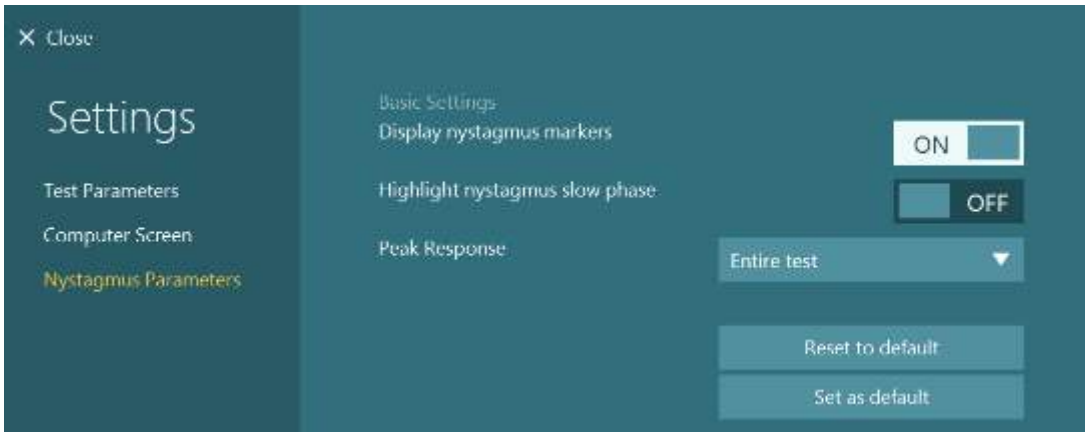 Close
Settings
Test Parameters
Computer Screen
Nystagmus Parameters
Basic Settings
Display nystagmus markers
ON
Highlight nystagmus slow phase
OFF
Peak Response
Entire test
Reset to default
Set as default